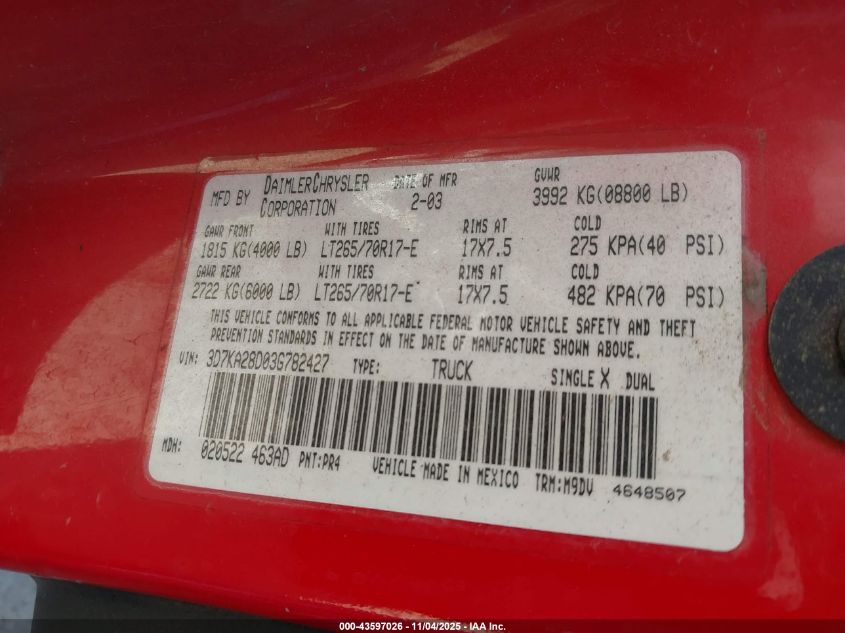 MFD BY DAIMLERCHRYSLER CORPORATION DATE OF MFR 2-03 GVWR 3992 KG(08800 LB)
GAWR FRONT WITH TIRES RIMS AT COLD
1815 KG(4000 LB) LT265/70R17-E 17X7.5 275 KPA(40 PSI)
GAWR REAR WITH TIRES RIMS AT COLD
2722 KG(6000 LB) LT265/70R17-E 17X7.5 482 KPA(70 PSI)
THIS VEHICLE CONFORMS TO ALL APPLICABLE FEDERAL MOTOR VEHICLE SAFETY AND THEFT
PREVENTION STANDARDS IN EFFECT ON THE DATE OF MANUFACTURE SHOWN ABOVE.
VIN: 3D7KA28D03G782427 TYPE: TRUCK SINGLE X DUAL
MDH: 020522 463AD PNT:PR4 VEHICLE MADE IN MEXICO TRM:M9DV 4648507
000-43597026 - 11/04/2025 - IAA Inc.